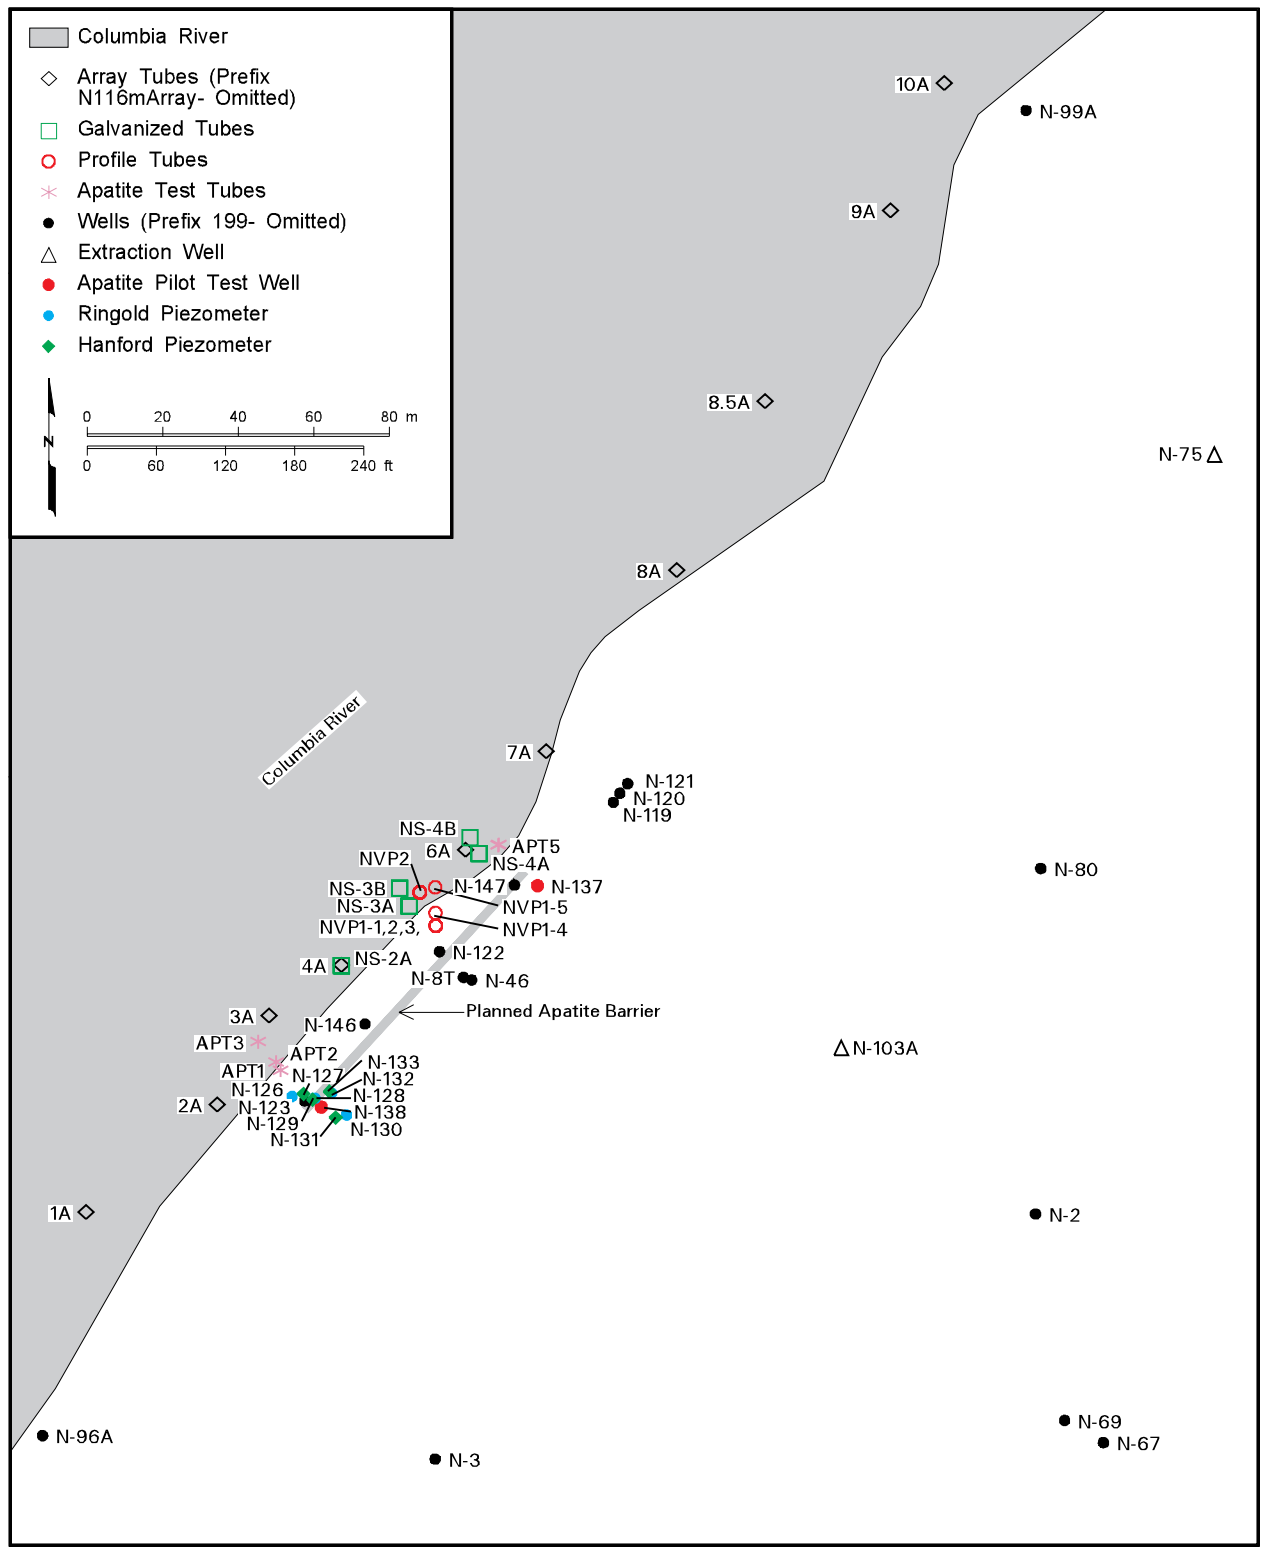 Columbia River
Array Tubes (Prefix
N116mArray- Omitted)
Galvanized Tubes
Profile Tubes
Apatite Test Tubes
Wells (Prefix 199- Omitted)
Extraction Well
Apatite Pilot Test Well
Ringold Piezometer
Hanford Piezometer
N
0 20 40 60 80 m
0 60 120 180 240 ft
10A
N-99A
9A
8.5A
N-75
8A
Columbia River
7A
N-121
N-120
N-119
NS-4B
6A
APT5
NS-4A
NVP2
N-80
NS-3B
N-147
N-137
NS-3A
NVP1-5
NVP1-1,2,3,
NVP1-4
N-122
4A
NS-2A
N-8T
N-46
Planned Apatite Barrier
3A
N-146
APT3
APT2
N-103A
APT1
N-127
N-133
N-132
N-126
N-128
2A
N-123
N-138
N-129
N-130
N-131
1A
N-2
N-96A
N-69
N-67
N-3